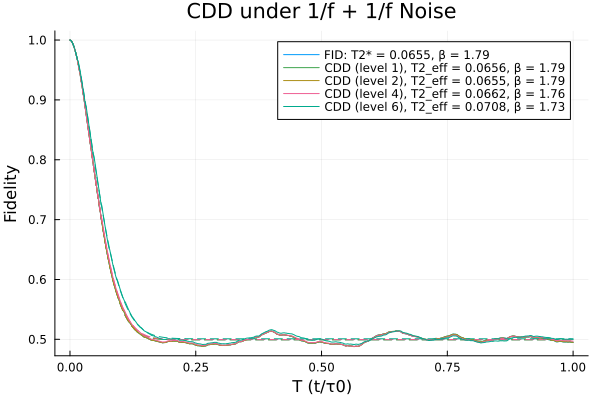 CDD under 1/f + 1/f Noise
FID: T2* = 0.0655, β = 1.79
CDD (level 1), T2_eff = 0.0656, β = 1.79
CDD (level 2), T2_eff = 0.0655, β = 1.79
CDD (level 4), T2_eff = 0.0662, β = 1.76
CDD (level 6), T2_eff = 0.0708, β = 1.73
Fidelity
1.0
0.9
0.8
0.7
0.6
0.5
0.00 0.25 0.50 0.75 1.00
T (t/τ0)